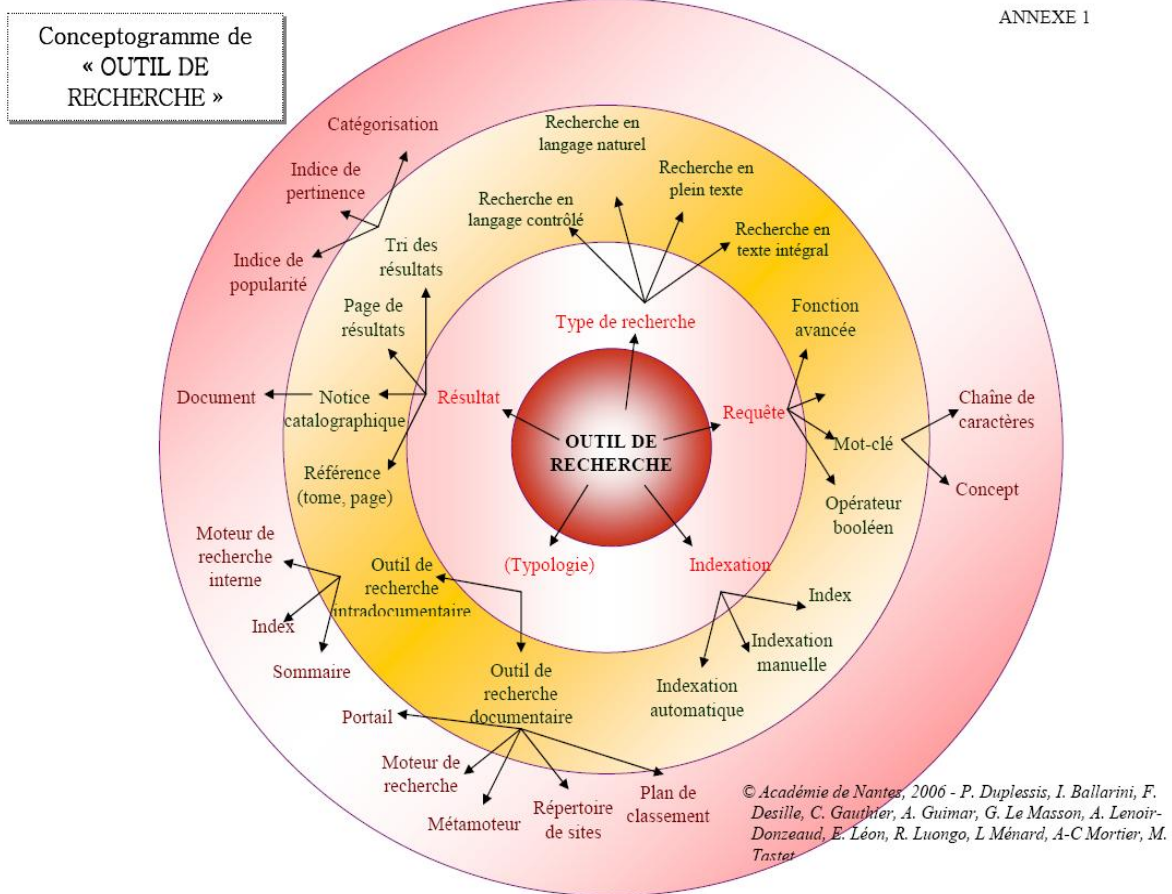 Conceptogramme de
« OUTIL DE
RECHERCHE »
ANNEXE 1
Catégorisation
Indice de
pertinence
Indice de
popularité
Recherche en
langage naturel
Recherche en
plein texte
Recherche en
langage contrôlé
Recherche en
texte intégral
Tri des
résultats
Page de
résultats
Type de recherche
Fonction
avancée
Document
Notice
catalographique
Résultat
Requête
Chaîne de
caractères
OUTIL DE
RECHERCHE
Mot-clé
Référence
(tome, page)
Concept
Opérateur
booléen
Moteur de
recherche
interne
Outil de
recherche
intradocumentaire
(Typologie)
Indexation
Index
Index
Sommaire
Indexation
manuelle
Outil de
recherche
documentaire
Indexation
automatique
Portail
Moteur de
recherche
Métamoteur
Répertoire
de sites
Plan de
classement
© Académie de Nantes, 2006 - P. Duplessis, I. Ballarini, F.
Desille, C. Gauthier, A. Guimar, G. Le Masson, A. Lenoir-
Donzeaud, E. Léon, R. Luongo, L Ménard, A-C Mortier, M.
Tastet